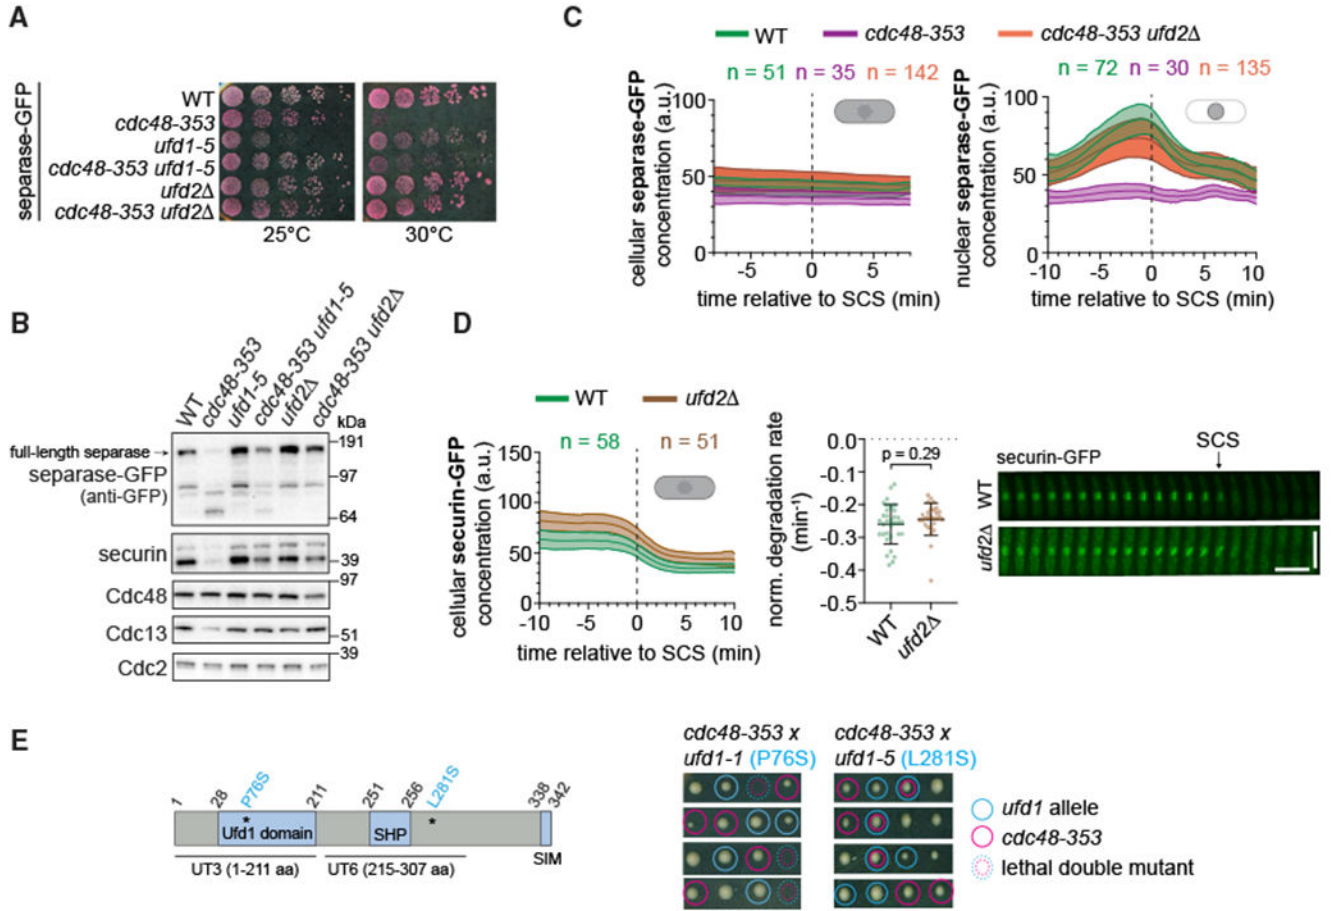 A
separase-GFP
WT
cdc48-353
ufd1-5
cdc48-353 ufd1-5
ufd2Δ
cdc48-353 ufd2Δ
25°C
30°C
B
WT
cdc48-353
ufd1-5
cdc48-353 ufd1-5
ufd2Δ
cdc48-353 ufd2Δ
kDa
full-length separase →
separase-GFP
(anti-GFP)
191
97
64
securin
39
Cdc48
97
Cdc13
51
Cdc2
39
C
WT
cdc48-353
cdc48-353 ufd2Δ
n = 51 n = 35 n = 142
cellular separase-GFP
concentration (a.u.)
100
50
0
-5 0 5
time relative to SCS (min)
n = 72 n = 30 n = 135
nuclear separase-GFP
concentration (a.u.)
100
50
0
-10 -5 0 5 10
time relative to SCS (min)
D
WT
ufd2Δ
n = 58 n = 51
cellular securin-GFP
concentration (a.u.)
150
100
50
0
-10 -5 0 5 10
time relative to SCS (min)
norm. degradation rate
(min⁻¹)
0.0
-0.1
-0.2
-0.3
-0.4
-0.5
p = 0.29
WT
ufd2Δ
securin-GFP
SCS
WT
ufd2Δ
E
1
28
P76S
211
251
256
L281S
338
342
*
*
Ufd1 domain
SHP
SIM
UT3 (1-211 aa)
UT6 (215-307 aa)
cdc48-353 x
ufd1-1 (P76S)
cdc48-353 x
ufd1-5 (L281S)
ufd1 allele
cdc48-353
lethal double mutant